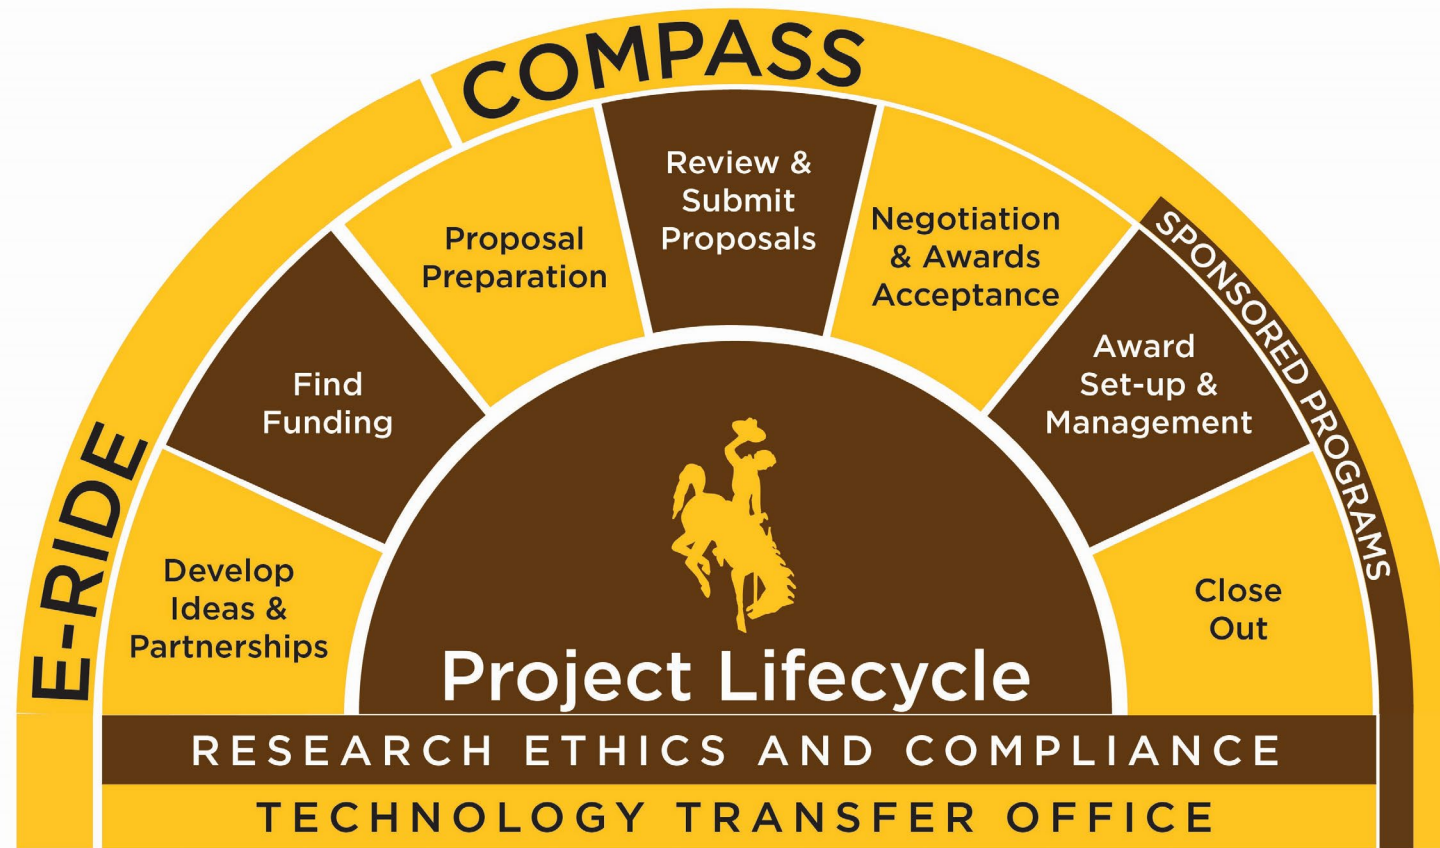 COMPASS
E-RIDE
SPONSORED PROGRAMS
Develop
Ideas &
Partnerships
Find
Funding
Proposal
Preparation
Review &
Submit
Proposals
Negotiation
& Awards
Acceptance
Award
Set-up &
Management
Close
Out
Project Lifecycle
RESEARCH ETHICS AND COMPLIANCE
TECHNOLOGY TRANSFER OFFICE